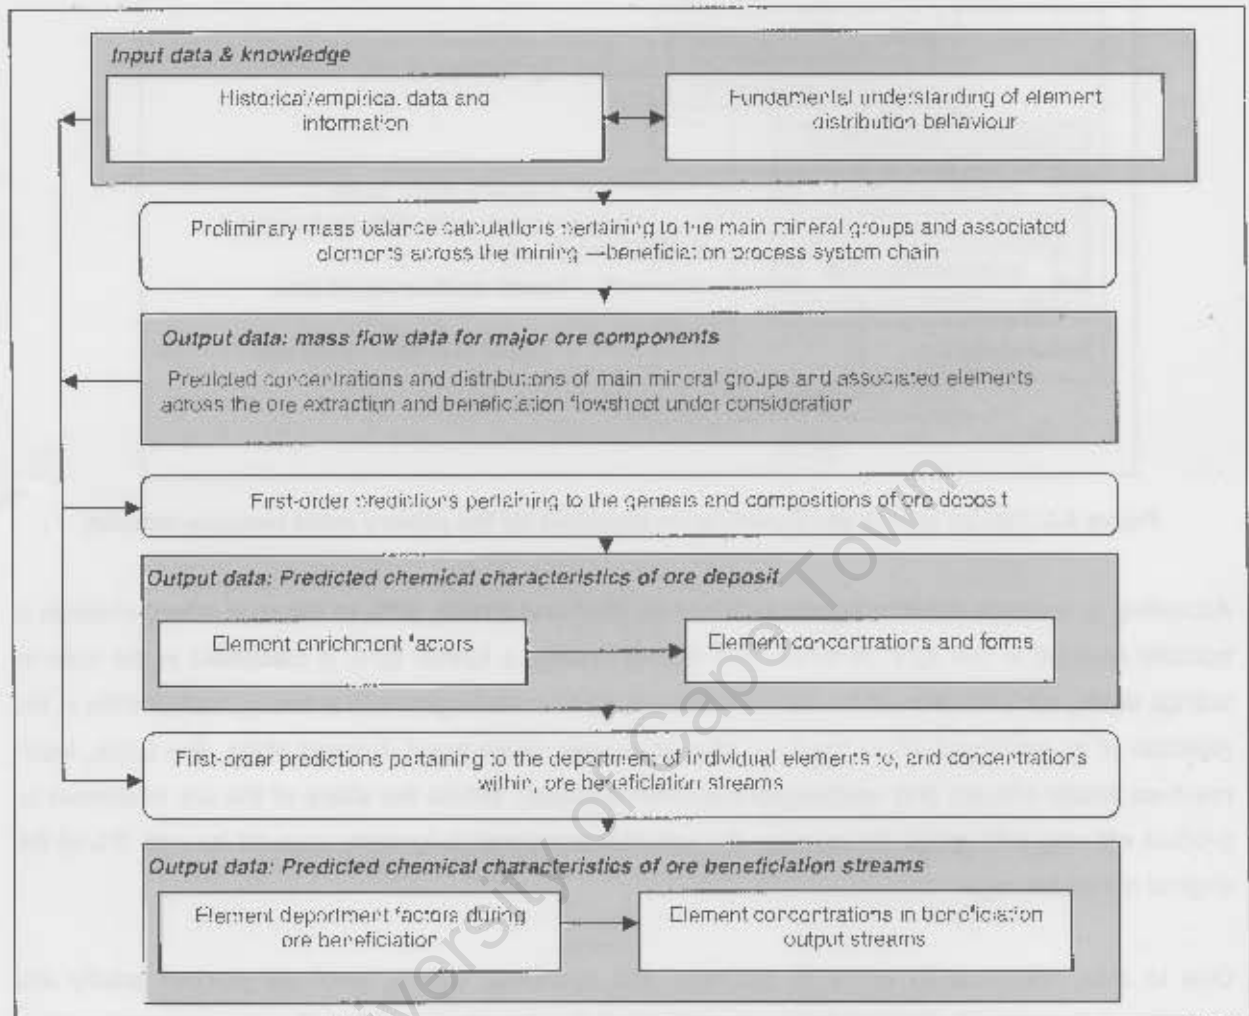 Input data & knowledge
Historical/empirical data and
information
Fundamental understanding of element
distribution behaviour
Preliminary mass balance calculations pertaining to the main mineral groups and associated
elements across the mining —beneficiation process system chain
Output data: mass flow data for major ore components
Predicted concentrations and distributions of main mineral groups and associated elements
across the ore extraction and beneficiation flowsheet under consideration
First-order predictions pertaining to the genesis and compositions of ore deposit
Output data: Predicted chemical characteristics of ore deposit
Element enrichment factors
Element concentrations and forms
First-order predictions pertaining to the department of individual elements to, and concentrations
within, ore beneficiation streams
Output data: Predicted chemical characteristics of ore beneficiation streams
Element department factors during
ore beneficiation
Element concentrations in beneficiation
output streams
University of Cape Town